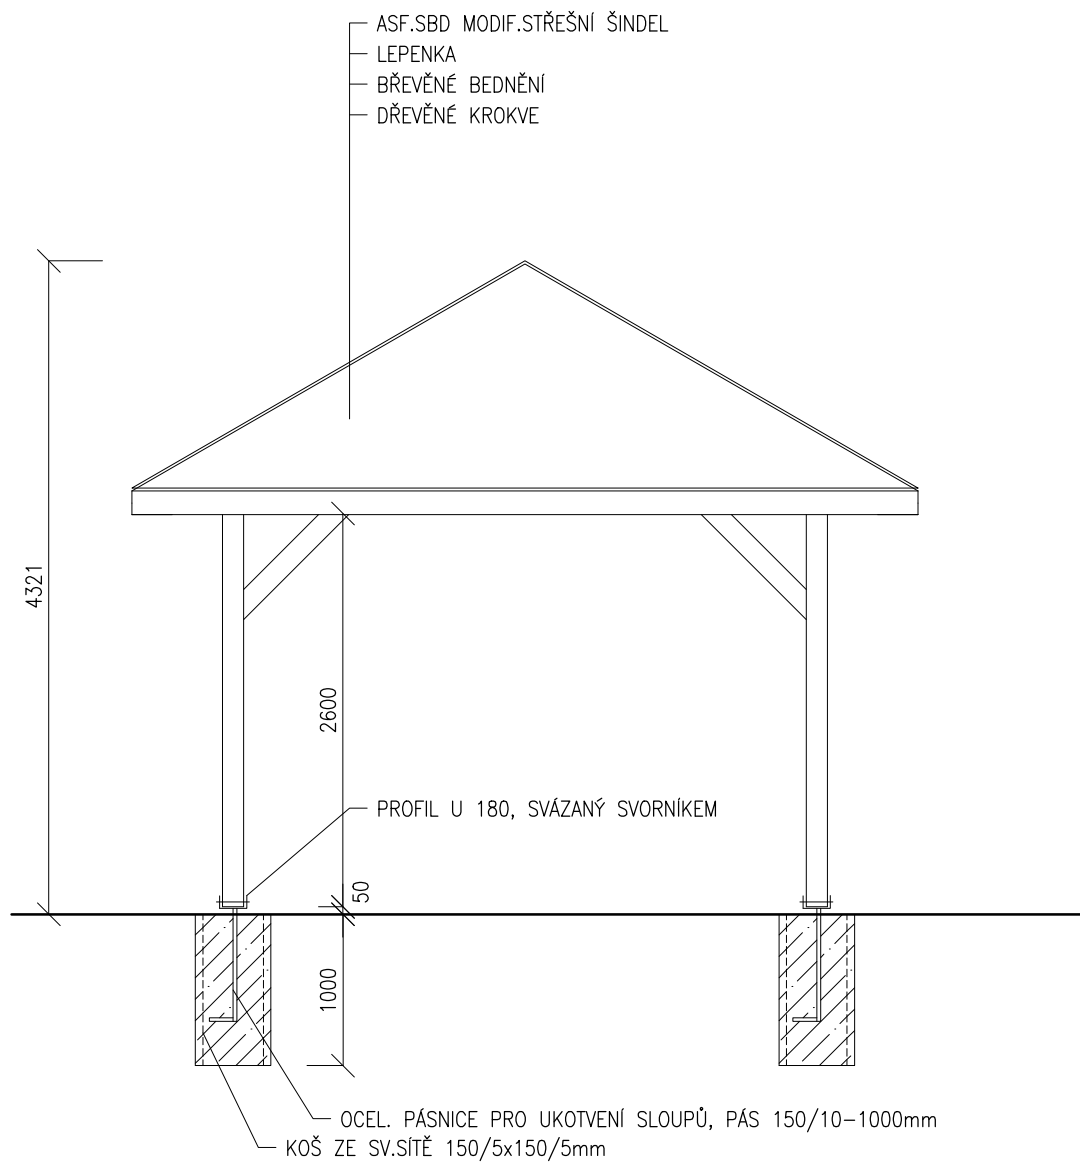 ASF.SBD MODIF.STŘEŠNÍ ŠINDEL
LEPENKA
BŘEVĚNÉ BEDNĚNÍ
DŘEVĚNÉ KROKVE
4321
2600
PROFIL U 180, SVÁZANÝ SVORNÍKEM
50
1000
OCEL. PÁSNICE PRO UKOTVENÍ SLOUPŮ, PÁS 150/10-1000mm
KOŠ ZE SV.SÍTĚ 150/5x150/5mm